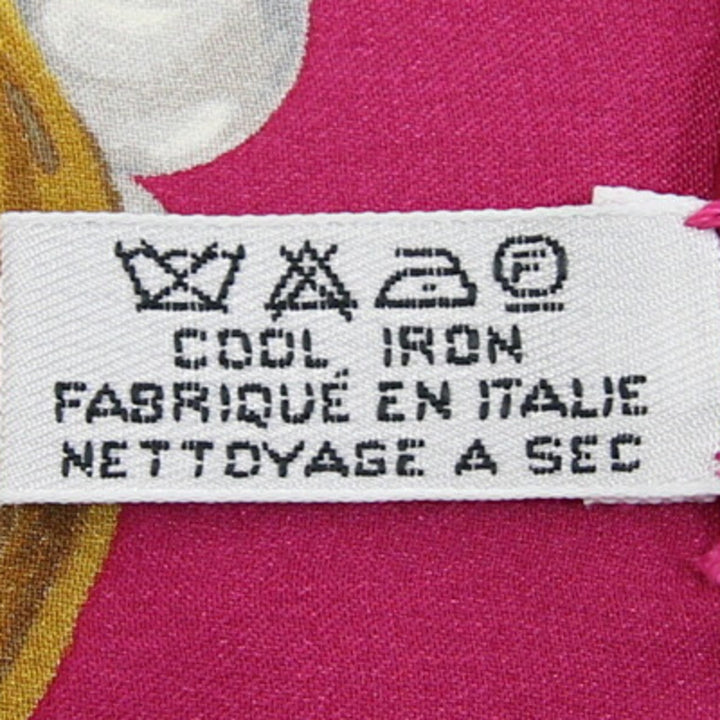 F
COOL IRON
FABRIQUÉ EN ITALIE
NETTOYAGE A SEC